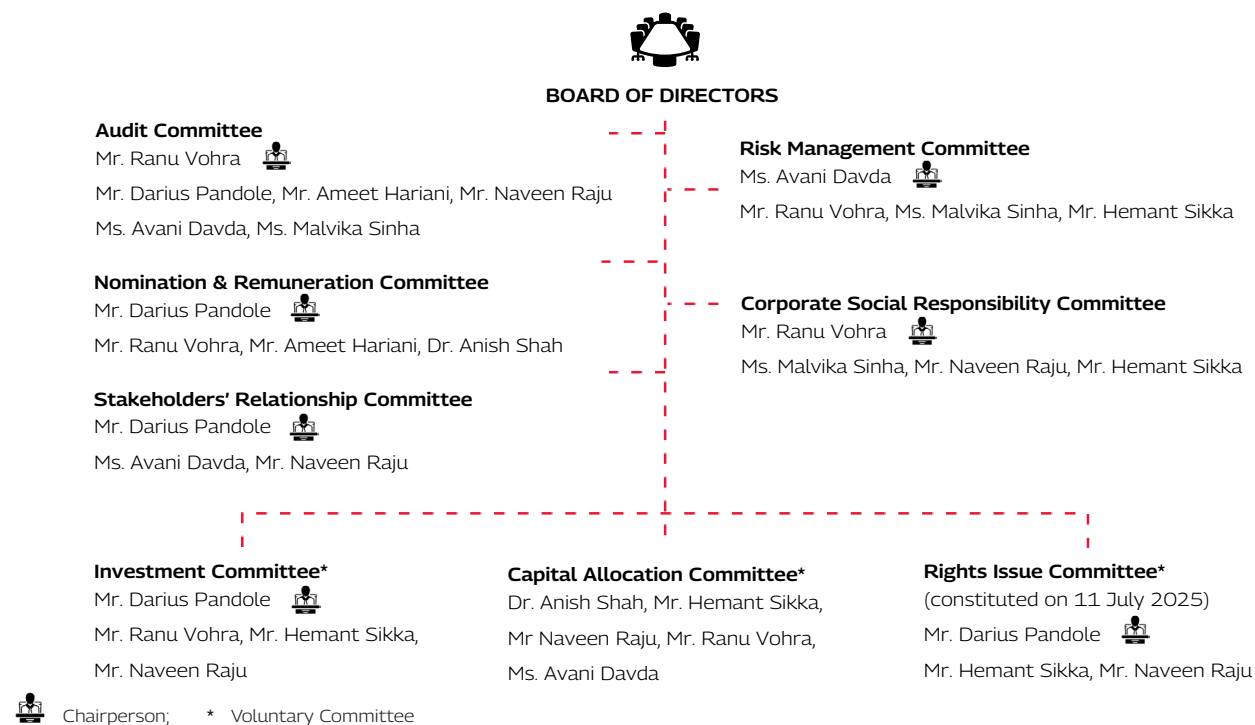 BOARD OF DIRECTORS
Audit Committee
Mr. Ranu Vohra
Mr. Darius Pandole, Mr. Ameet Hariani, Mr. Naveen Raju
Ms. Avani Davda, Ms. Malvika Sinha
Risk Management Committee
Ms. Avani Davda
Mr. Ranu Vohra, Ms. Malvika Sinha, Mr. Hemant Sikka
Nomination & Remuneration Committee
Mr. Darius Pandole
Mr. Ranu Vohra, Mr. Ameet Hariani, Dr. Anish Shah
Corporate Social Responsibility Committee
Mr. Ranu Vohra
Ms. Malvika Sinha, Mr. Naveen Raju, Mr. Hemant Sikka
Stakeholders' Relationship Committee
Mr. Darius Pandole
Ms. Avani Davda, Mr. Naveen Raju
Investment Committee*
Mr. Darius Pandole
Mr. Ranu Vohra, Mr. Hemant Sikka,
Mr. Naveen Raju
Capital Allocation Committee*
Dr. Anish Shah, Mr. Hemant Sikka,
Mr Naveen Raju, Mr. Ranu Vohra,
Ms. Avani Davda
Rights Issue Committee*
(constituted on 11 July 2025)
Mr. Darius Pandole
Mr. Hemant Sikka, Mr. Naveen Raju
Chairperson; * Voluntary Committee